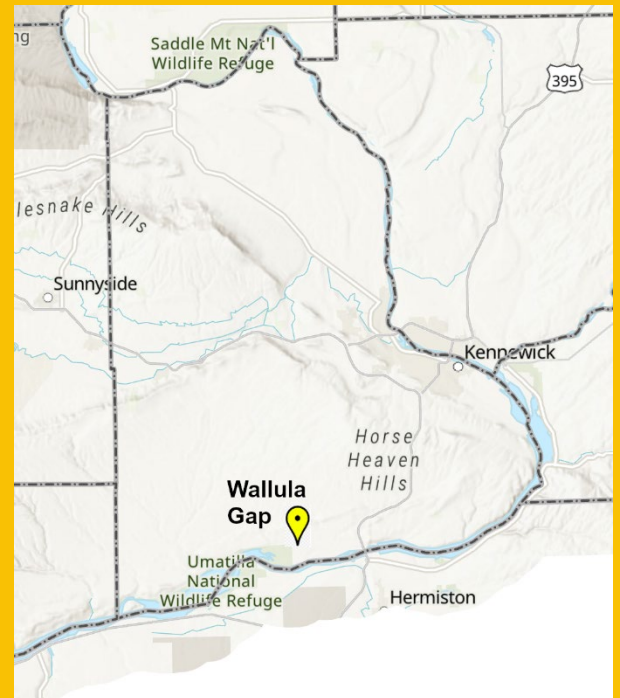 ng
Saddle Mt Nat'l
Wildlife Refuge
395
lesnake Hills
Sunnyside
Kennewick
Horse
Heaven
Hills
Wallula
Gap
Umatilla
National
Wildlife Refuge
Hermiston